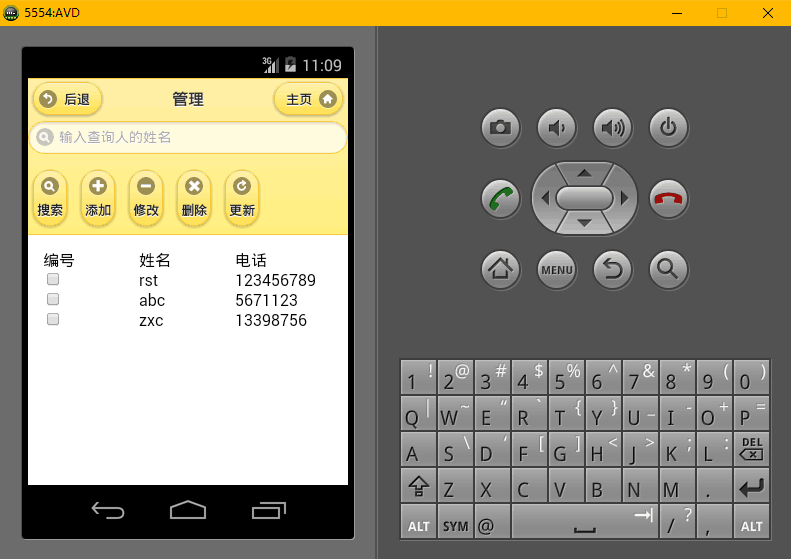 5554:AVD
3G 11:09
后退 管理 主页
输入查询人的姓名
搜索 添加 修改 删除 更新
编号 姓名 电话
rst 123456789
abc 5671123
zxc 13398756
MENU
1 ! 2 @ 3 # 4 $ 5 % 6 ^ 7 & 8 * 9 ( 0 )
Q | W ~ E “ R ` T { Y } U _ I - O + P =
A S \ D ‘ F [ G ] H < J > K ; L : DEL
Z X C V B N M .
ALT SYM @ / ? , ALT